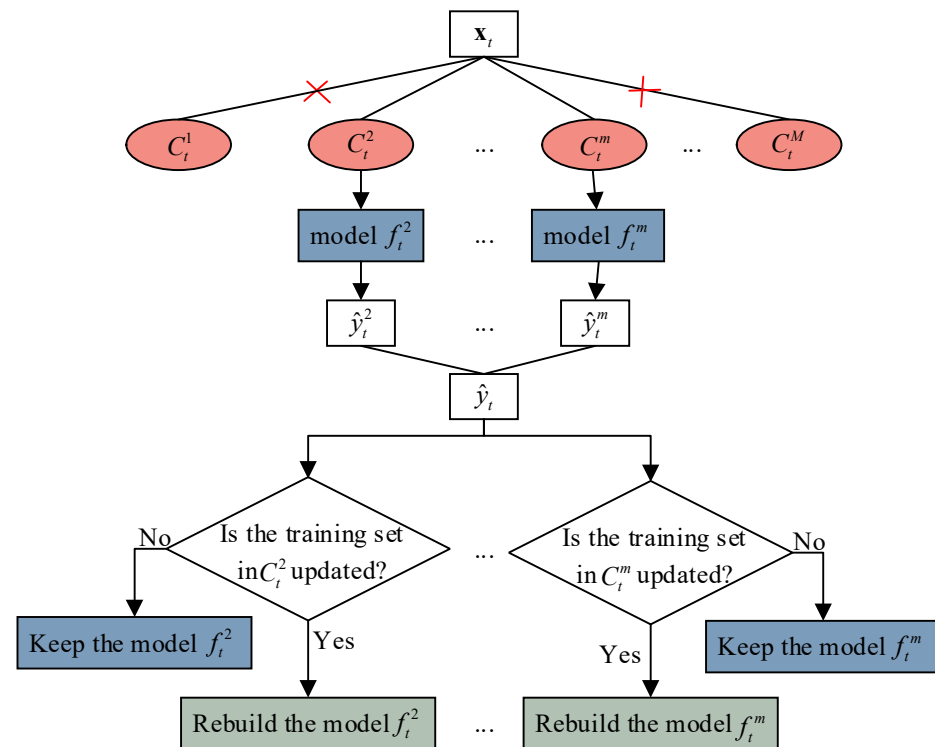 𝐱_t
C_t^1
C_t^2
...
C_t^m
...
C_t^M
model f_t^2
...
model f_t^m
ŷ_t^2
...
ŷ_t^m
ŷ_t
No
Is the training set
in C_t^2 updated?
...
Is the training set
in C_t^m updated?
No
Keep the model f_t^2
Yes
Yes
Keep the model f_t^m
Rebuild the model f_t^2
...
Rebuild the model f_t^m